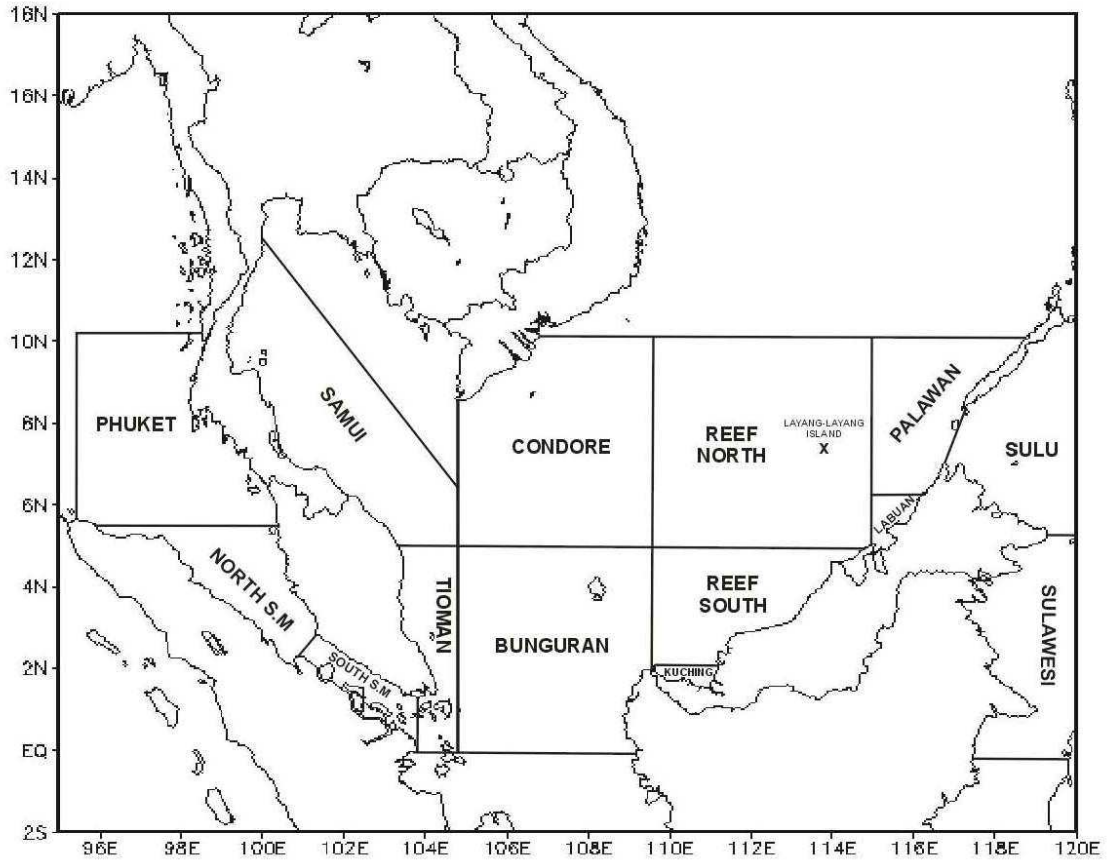 18N
16N
14N
12N
10N
8N
6N
4N
2N
EQ
2S
PHUKET
SAMUI
CONDORE
REEF
NORTH
LAYANG-LAYANG
ISLAND
X
PALAWAN
SULU
LABUAN
NORTH S.M
SOUTH S.M
TIOMAN
BUNGURAN
REEF
SOUTH
KUCHING
SULAWESI
96E
98E
100E
102E
104E
106E
108E
110E
112E
114E
116E
118E
120E